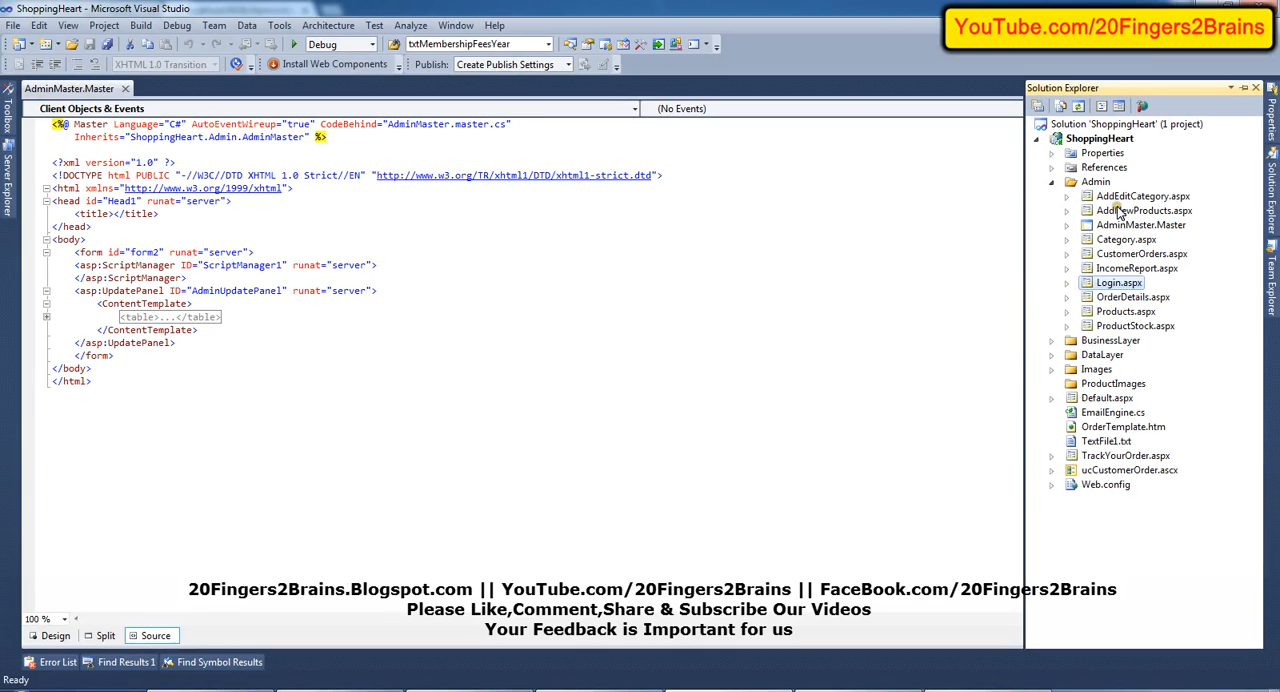 ShoppingHeart - Microsoft Visual Studio
File Edit View Project Build Debug Team Data Tools Architecture Test Analyze Window Help
YouTube.com/20Fingers2Brains
Debug txtMembershipFeesYear
XHTML 1.0 Transition Install Web Components Publish: Create Publish Settings
AdminMaster.Master
Client Objects & Events (No Events)
<%@ Master Language="C#" AutoEventWireup="true" CodeBehind="AdminMaster.master.cs"
Inherits="ShoppingHeart.Admin.AdminMaster" %>
<?xml version="1.0" ?>
<!DOCTYPE html PUBLIC "-//W3C//DTD XHTML 1.0 Strict//EN" "http://www.w3.org/TR/xhtml1/DTD/xhtml1-strict.dtd">
<html xmlns="http://www.w3.org/1999/xhtml">
<head id="Head1" runat="server">
<title></title>
</head>
<body>
<form id="form2" runat="server">
<asp:ScriptManager ID="ScriptManager1" runat="server">
</asp:ScriptManager>
<asp:UpdatePanel ID="AdminUpdatePanel" runat="server">
<ContentTemplate>
<table>...</table>
</ContentTemplate>
</asp:UpdatePanel>
</form>
</body>
</html>
Toolbox
Server Explorer
Solution Explorer
Solution 'ShoppingHeart' (1 project)
ShoppingHeart
Properties
References
Admin
AddEditCategory.aspx
AddNewProducts.aspx
AdminMaster.Master
Category.aspx
CustomerOrders.aspx
IncomeReport.aspx
Login.aspx
OrderDetails.aspx
Products.aspx
ProductStock.aspx
BusinessLayer
DataLayer
Images
ProductImages
Default.aspx
EmailEngine.cs
OrderTemplate.htm
TextFile1.txt
TrackYourOrder.aspx
ucCustomerOrder.ascx
Web.config
Properties
Solution Explorer
Team Explorer
20Fingers2Brains.Blogspot.com || YouTube.com/20Fingers2Brains || FaceBook.com/20Fingers2Brains
Please Like,Comment,Share & Subscribe Our Videos
Your Feedback is Important for us
100 %
Design Split Source
Error List Find Results 1 Find Symbol Results
Ready